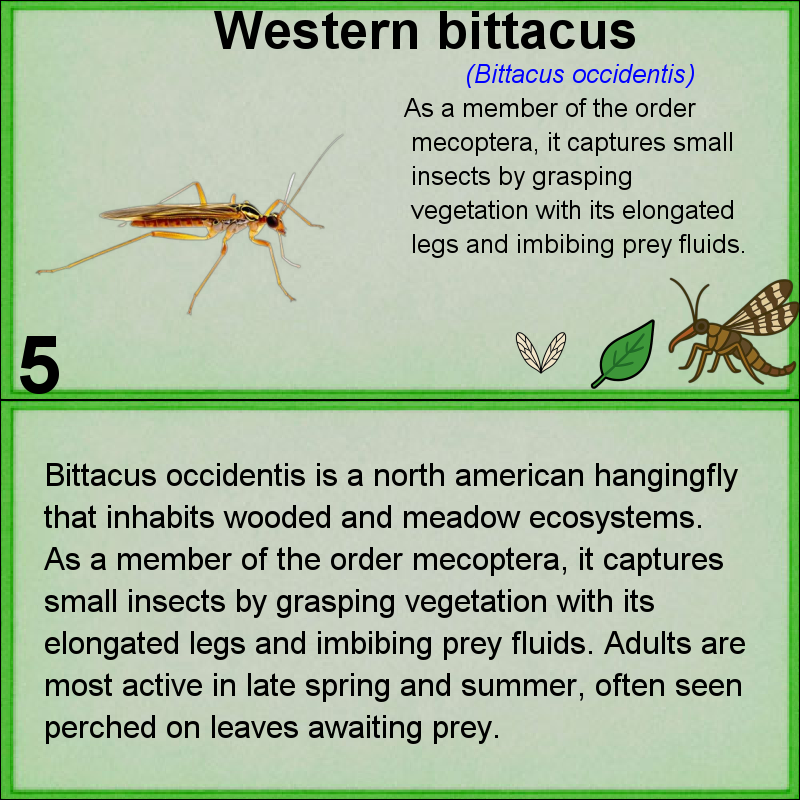 Western bittacus
(Bittacus occidentis)
As a member of the order
mecoptera, it captures small
insects by grasping
vegetation with its elongated
legs and imbibing prey fluids.
5
Bittacus occidentis is a north american hangingfly
that inhabits wooded and meadow ecosystems.
As a member of the order mecoptera, it captures
small insects by grasping vegetation with its
elongated legs and imbibing prey fluids. Adults are
most active in late spring and summer, often seen
perched on leaves awaiting prey.